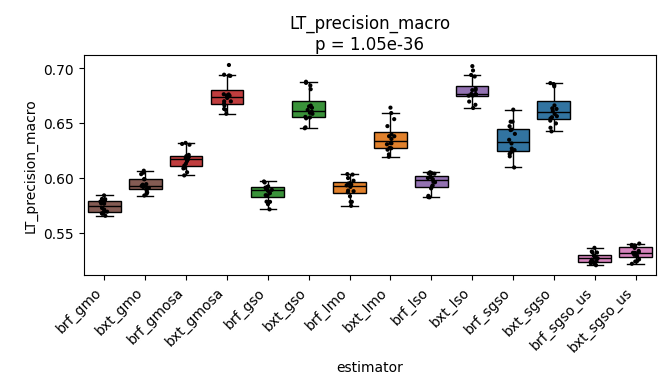 LT_precision_macro
p = 1.05e-36
LT_precision_macro
0.70
0.65
0.60
0.55
brf_gmo
bxt_gmo
brf_gmosa
bxt_gmosa
brf_gso
bxt_gso
brf_lmo
bxt_lmo
brf_lso
bxt_lso
brf_sgso
bxt_sgso
brf_sgso_us
bxt_sgso_us
estimator